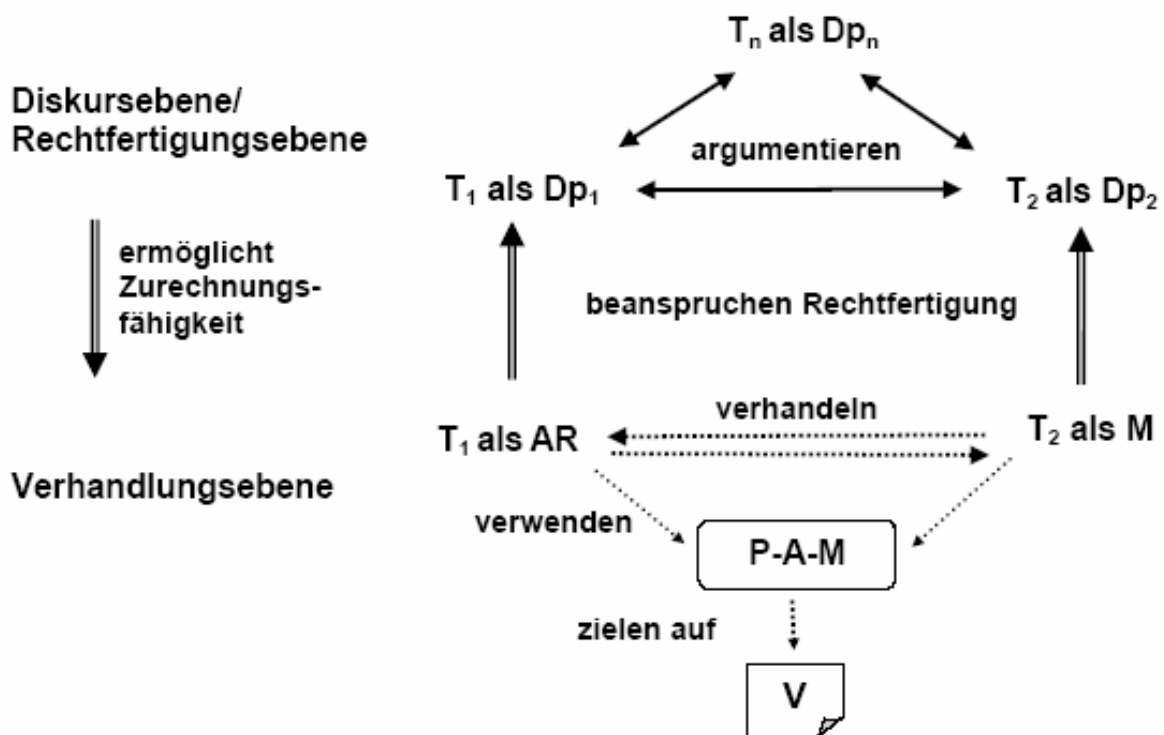 Tₙ als Dpₙ
Diskursebene/
Rechtfertigungsebene
argumentieren
T₁ als Dp₁
T₂ als Dp₂
ermöglicht
Zurechnungs-
fähigkeit
beanspruchen Rechtfertigung
verhandeln
T₁ als AR
T₂ als M
Verhandlungsebene
verwenden
P-A-M
zielen auf
V